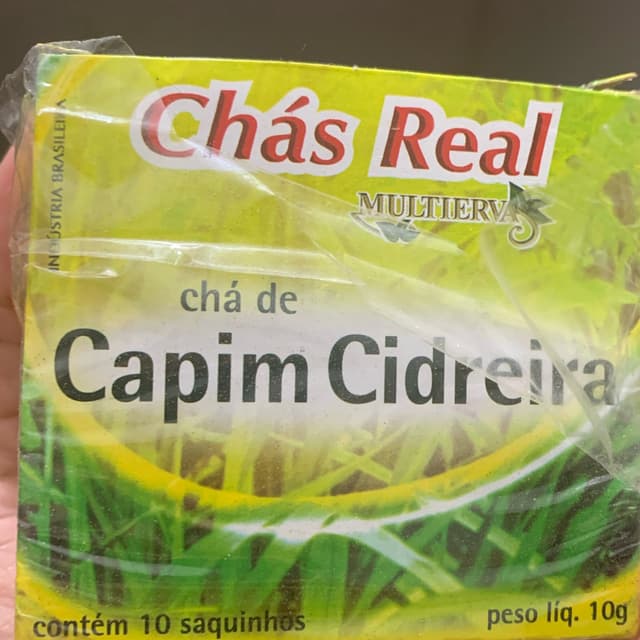 Chás Real
MULTIERVAS
INDÚSTRIA BRASILEIRA
chá de
Capim Cidreira
contém 10 saquinhos
peso líq. 10g